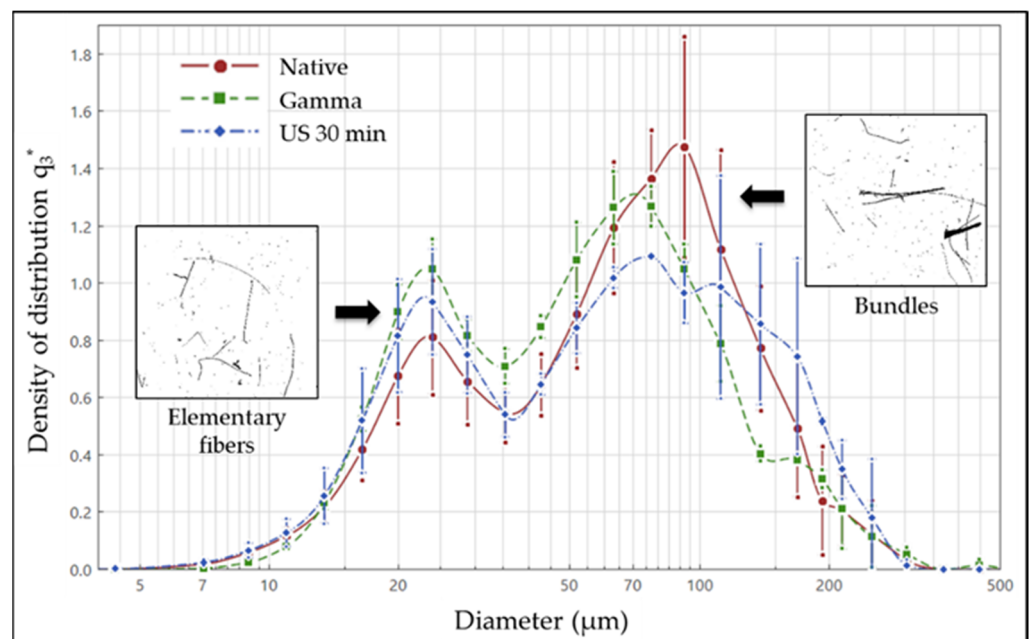 Density of distribution q3*
1.8
1.6
1.4
1.2
1.0
0.8
0.6
0.4
0.2
0.0
Native
Gamma
US 30 min
Elementary
fibers
Bundles
5 7 10 20 50 70 100 200 500
Diameter (μm)